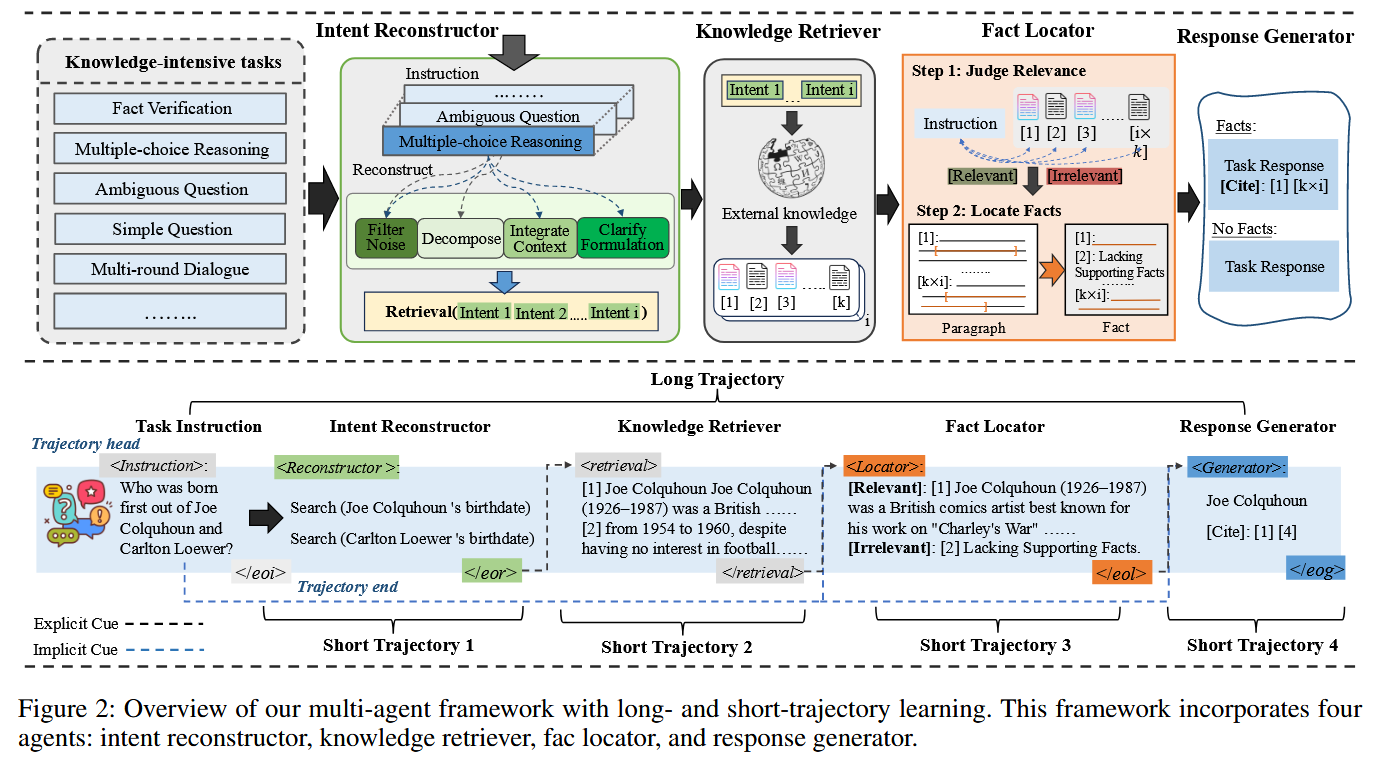 Knowledge-intensive tasks
Fact Verification
Multiple-choice Reasoning
Ambiguous Question
Simple Question
Multi-round Dialogue
………
Intent Reconstructor
Instruction
………
Ambiguous Question
Multiple-choice Reasoning
Reconstruct
Filter
Noise
Decompose
Integrate
Context
Clarify
Formulation
Retrieval(Intent 1 Intent 2 ..... Intent i)
Knowledge Retriever
Intent 1 ... Intent i
External knowledge
[1] [2] [3] ..... [k]
i
Fact Locator
Step 1: Judge Relevance
Instruction
[1] [2] [3] ..... [i×
k]
[Relevant] [Irrelevant]
Step 2: Locate Facts
[1]:
........
[k×i]:
Paragraph
[1]:
[2]: Lacking
Supporting Facts
........
[k×i]:
Fact
Response Generator
Facts:
Task Response
[Cite]: [1] [k×i]
No Facts:
Task Response
Long Trajectory
Task Instruction
Intent Reconstructor
Knowledge Retriever
Fact Locator
Response Generator
Trajectory head
<Instruction>:
Who was born
first out of Joe
Colquhoun and
Carlton Loewer?
</eoi>
<Reconstructor >:
Search (Joe Colquhoun 's birthdate)
Search (Carlton Loewer 's birthdate)
</eor>
<retrieval>
[1] Joe Colquhoun Joe Colquhoun
(1926–1987) was a British ……
[2] from 1954 to 1960, despite
having no interest in football……
</retrieval>
<Locator>:
[Relevant]: [1] Joe Colquhoun (1926–1987)
was a British comics artist best known for
his work on "Charley's War" ……
[Irrelevant]: [2] Lacking Supporting Facts.
</eol>
<Generator>:
Joe Colquhoun
[Cite]: [1] [4]
</eog>
Trajectory end
Explicit Cue
Implicit Cue
Short Trajectory 1
Short Trajectory 2
Short Trajectory 3
Short Trajectory 4
Figure 2: Overview of our multi-agent framework with long- and short-trajectory learning. This framework incorporates four
agents: intent reconstructor, knowledge retriever, fac locator, and response generator.